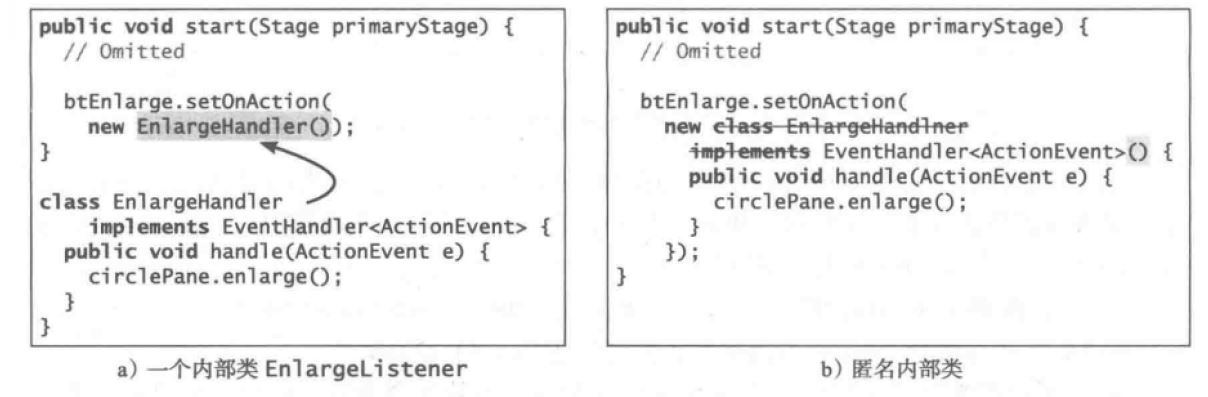 public void start(Stage primaryStage) {
// Omitted
btEnlarge.setOnAction(
new EnlargeHandler());
}
class EnlargeHandler
implements EventHandler<ActionEvent> {
public void handle(ActionEvent e) {
circlePane.enlarge();
}
}
a) 一个内部类 EnlargeListener
public void start(Stage primaryStage) {
// Omitted
btEnlarge.setOnAction(
new class EnlargeHandlner
implements EventHandler<ActionEvent>() {
public void handle(ActionEvent e) {
circlePane.enlarge();
}
});
}
b) 匿名内部类